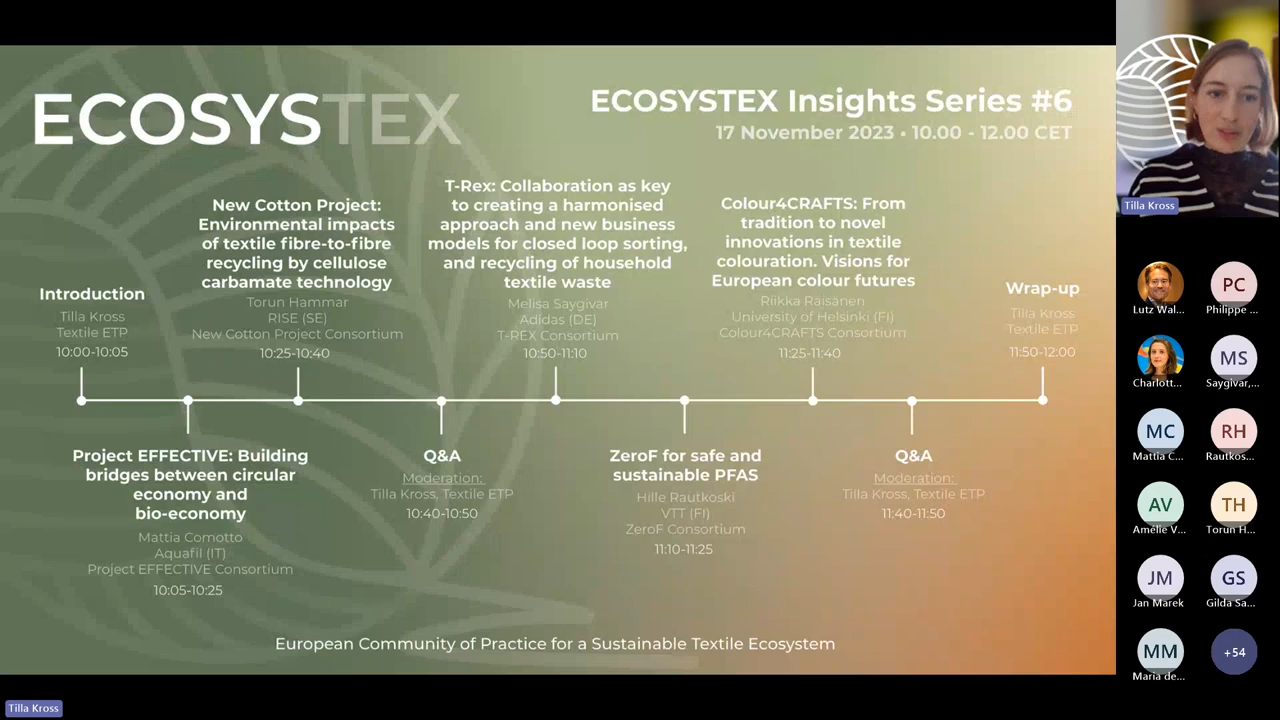 ECOSYSTEX
ECOSYSTEX Insights Series #6
17 November 2023 • 10.00 - 12.00 CET
Introduction
Tilla Kross
Textile ETP
10:00-10:05
New Cotton Project:
Environmental impacts
of textile fibre-to-fibre
recycling by cellulose
carbamate technology
Torun Hammar
RISE (SE)
New Cotton Project Consortium
10:25-10:40
T-Rex: Collaboration as key
to creating a harmonised
approach and new business
models for closed loop sorting,
and recycling of household
textile waste
Melisa Saygivar
Adidas (DE)
T-REX Consortium
10:50-11:10
Colour4CRAFTS: From
tradition to novel
innovations in textile
colouration. Visions for
European colour futures
Riikka Räisänen
University of Helsinki (FI)
Colour4CRAFTS Consortium
11:25-11:40
Wrap-up
Tilla Kross
Textile ETP
11:50-12:00
Project EFFECTIVE: Building
bridges between circular
economy and
bio-economy
Mattia Comotto
Aquafil (IT)
Project EFFECTIVE Consortium
10:05-10:25
Q&A
Moderation:
Tilla Kross, Textile ETP
10:40-10:50
ZeroF for safe and
sustainable PFAS
Hille Rautkoski
VTT (FI)
ZeroF Consortium
11:10-11:25
Q&A
Moderation:
Tilla Kross, Textile ETP
11:40-11:50
European Community of Practice for a Sustainable Textile Ecosystem
Tilla Kross
Tilla Kross
Lutz Wal...
PC
Philippe ...
Charlott...
MS
Saygivar,...
MC
Mattia C...
RH
Rautkos...
AV
Amélie V...
TH
Torun H...
JM
Jan Marek
GS
Gilda Sa...
MM
Maria de...
+54